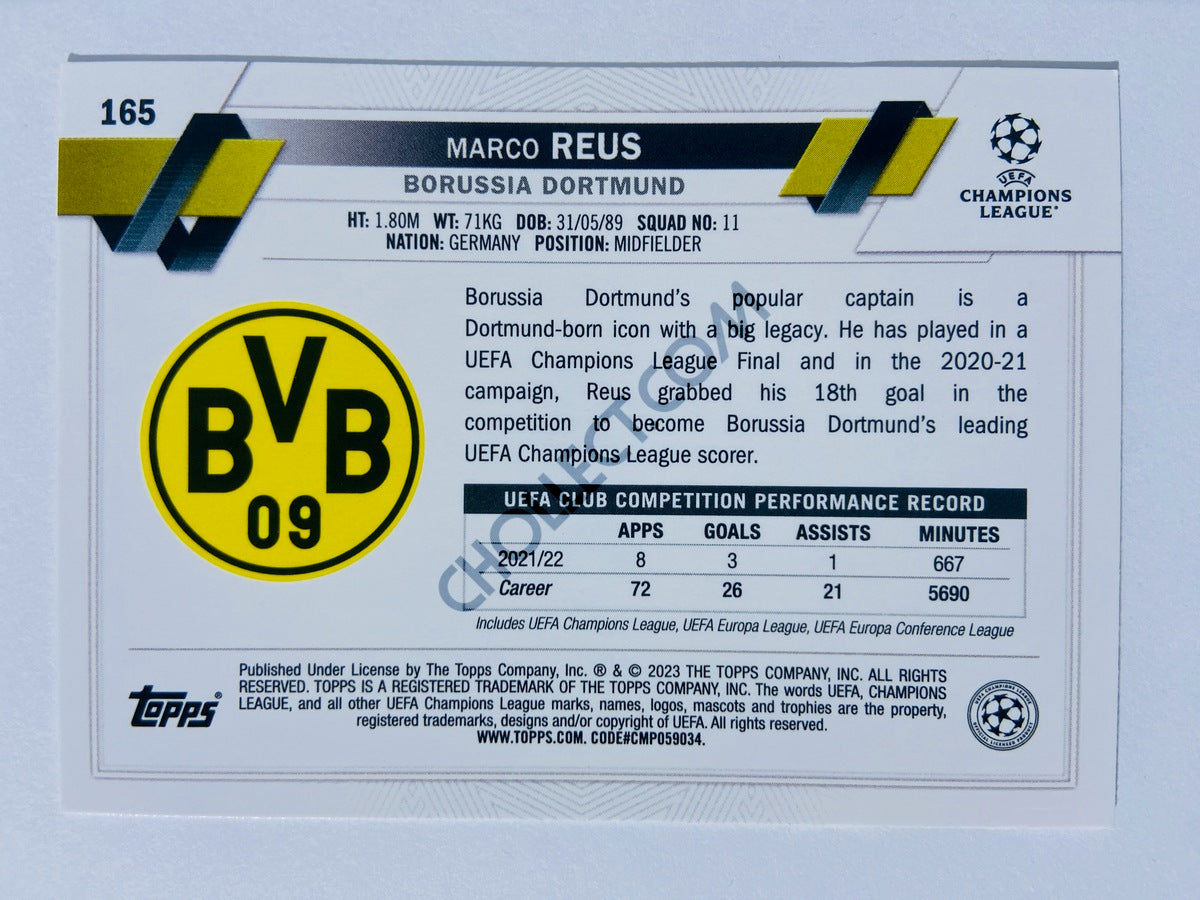 165
MARCO REUS
BORUSSIA DORTMUND
UEFA
CHAMPIONS
LEAGUE®
HT: 1.80M WT: 71KG DOB: 31/05/89 SQUAD NO: 11
NATION: GERMANY POSITION: MIDFIELDER
BVB
09
Borussia Dortmund's popular captain is a
Dortmund-born icon with a big legacy. He has played in a
UEFA Champions League Final and in the 2020-21
campaign, Reus grabbed his 18th goal in the
competition to become Borussia Dortmund's leading
UEFA Champions League scorer.
CHOLLECT.COM
UEFA CLUB COMPETITION PERFORMANCE RECORD
APPS GOALS ASSISTS MINUTES
2021/22 8 3 1 667
Career 72 26 21 5690
Includes UEFA Champions League, UEFA Europa League, UEFA Europa Conference League
topps®
Published Under License by The Topps Company, Inc. ® & © 2023 THE TOPPS COMPANY, INC. ALL RIGHTS
RESERVED. TOPPS IS A REGISTERED TRADEMARK OF THE TOPPS COMPANY, INC. The words UEFA, CHAMPIONS
LEAGUE, and all other UEFA Champions League marks, names, logos, mascots and trophies are the property,
registered trademarks, designs and/or copyright of UEFA. All rights reserved.
WWW.TOPPS.COM. CODE#CMP059034.
UEFA CHAMPIONS LEAGUE
OFFICIAL LICENSED PRODUCT